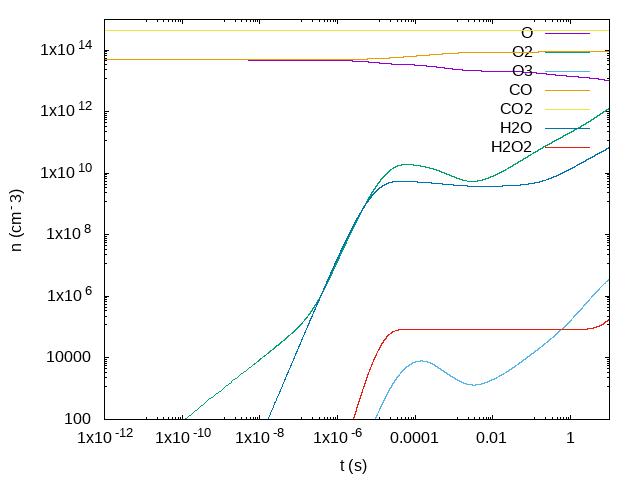 1x10 14
1x10 12
1x10 10
1x10 8
1x10 6
10000
100
n (cm- 3)
O
O2
O3
CO
CO2
H2O
H2O2
1x10 -12
1x10 -10
1x10 -8
1x10 -6
0.0001
0.01
1
t (s)